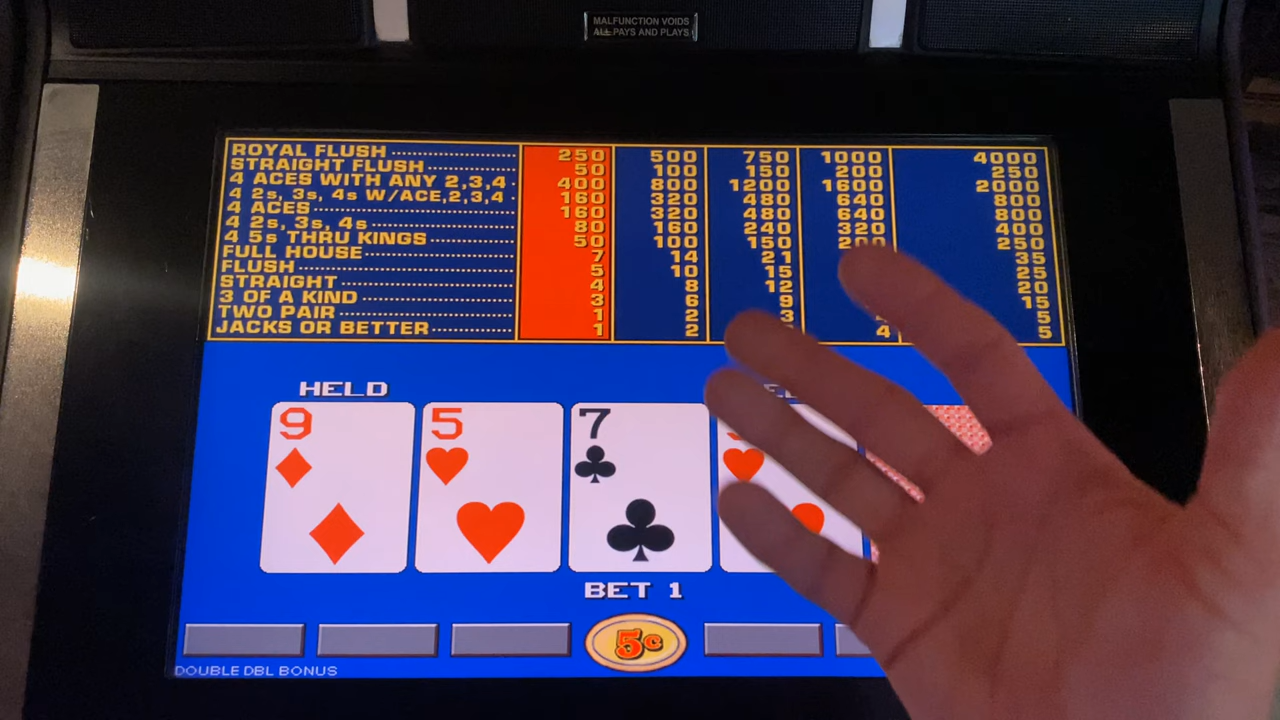 MALFUNCTION VOIDS
ALL PAYS AND PLAYS
ROYAL FLUSH 250 500 750 1000 4000
STRAIGHT FLUSH 50 100 150 200 250
4 ACES WITH ANY 2,3,4 400 800 1200 1600 2000
4 2s, 3s, 4s W/ACE,2,3,4 160 320 480 640 800
4 ACES 160 320 480 640 800
4 2s, 3s, 4s 80 160 240 320 400
4 5s THRU KINGS 50 100 150 200 250
FULL HOUSE 7 14 21 35
FLUSH 5 10 15 25
STRAIGHT 4 8 12 20
3 OF A KIND 3 6 9 15
TWO PAIR 1 2 3 5
JACKS OR BETTER 1 2 4 5
HELD
9 5 7
BET 1
5¢
DOUBLE DBL BONUS